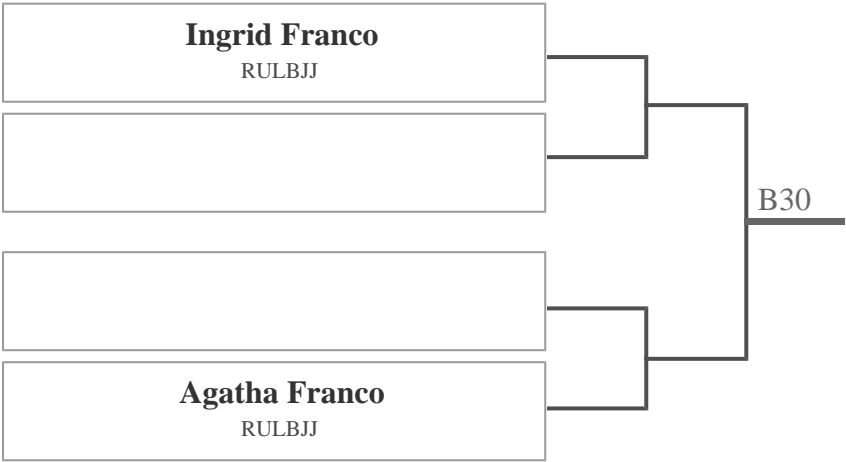 Ingrid Franco
RULBJJ
B30
Agatha Franco
RULBJJ